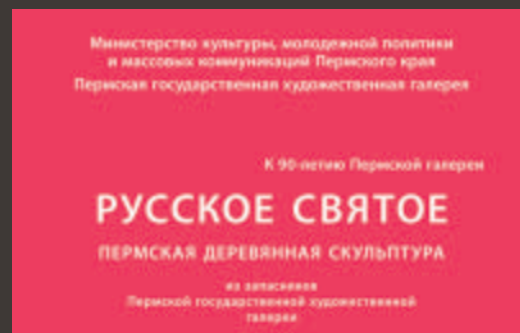 Министерство культуры, молодежной политики
и массовых коммуникаций Пермского края
Пермская государственная художественная галерея
К 90-летию Пермской галереи
РУССКОЕ СВЯТОЕ
ПЕРМСКАЯ ДЕРЕВЯННАЯ СКУЛЬПТУРА
из запасников
Пермской государственной художественной
галереи